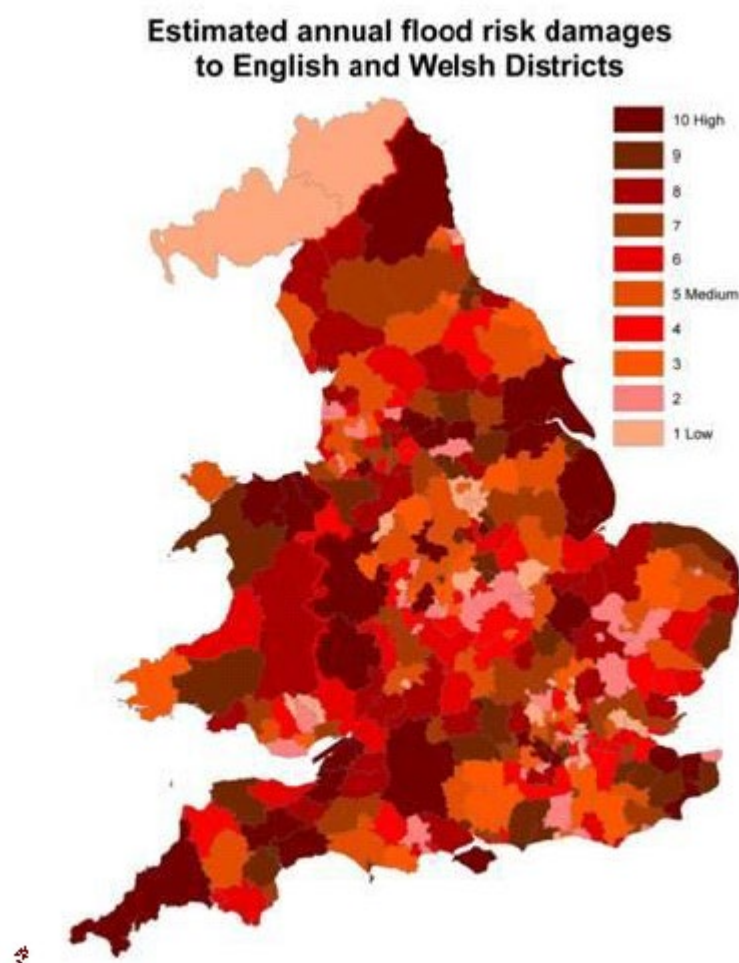 Estimated annual flood risk damages
to English and Welsh Districts
10 High
9
8
7
6
5 Medium
4
3
2
1 Low